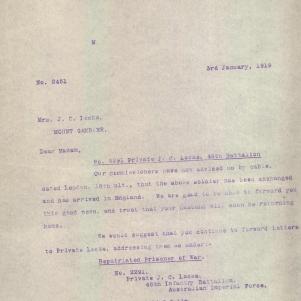 3rd January, 1919
No. 2451
Mrs. J. C. Locke,
MOUNT GAMBIER.
Dear Madam,
No. 2291 Private J. C. Locke, 48th Battalion
Our Commissioners have now advised me by cable,
dated London, 18th ult., that the above soldier has been exchanged
and has arrived in England. We are glad to be able to forward you
this good news, and trust that your husband will soon be returning
home.
We would suggest that you continue to forward letters
to Private Locke, addressing them as under:-
Repatriated Prisoner of War.
No. 2291.
Private J. C. Locke,
48th Infantry Battalion,
Australian Imperial Force,